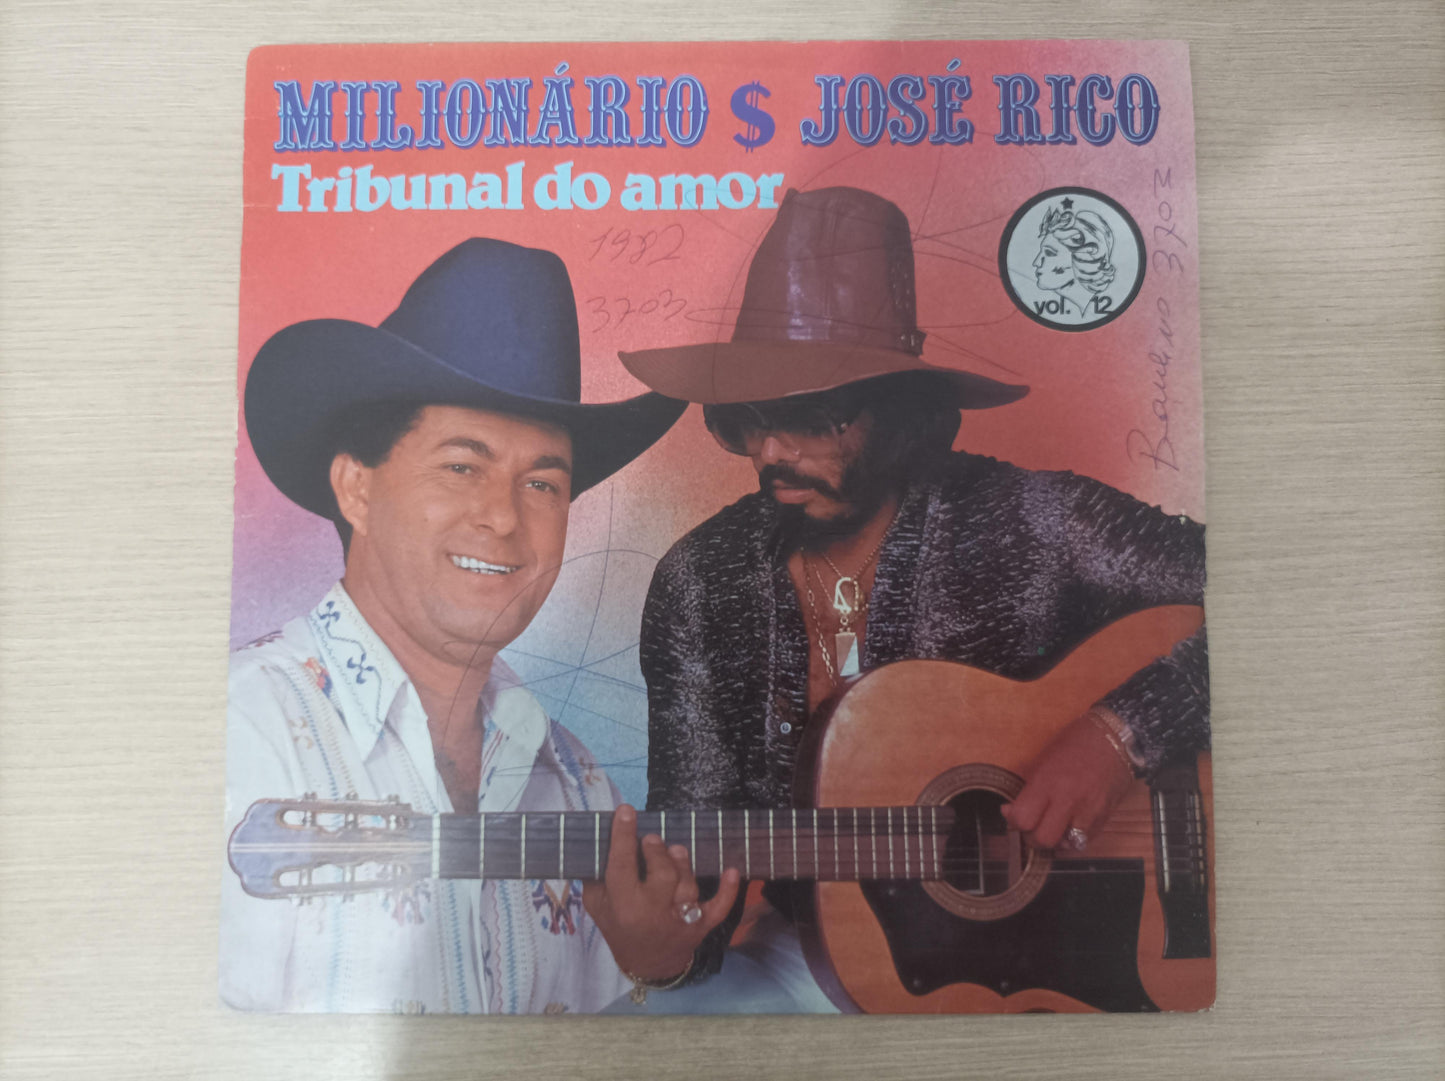 MILIONÁRIO $ JOSÉ RICO
Tribunal do amor
1982
3703
vol. 12
3703